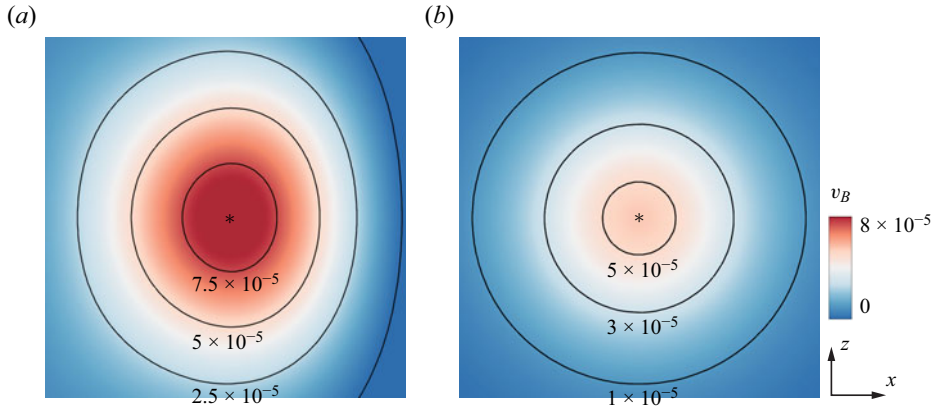 (a)
(b)
*
*
7.5 × 10⁻⁵
5 × 10⁻⁵
2.5 × 10⁻⁵
5 × 10⁻⁵
3 × 10⁻⁵
1 × 10⁻⁵
v_B
8 × 10⁻⁵
0
z
x